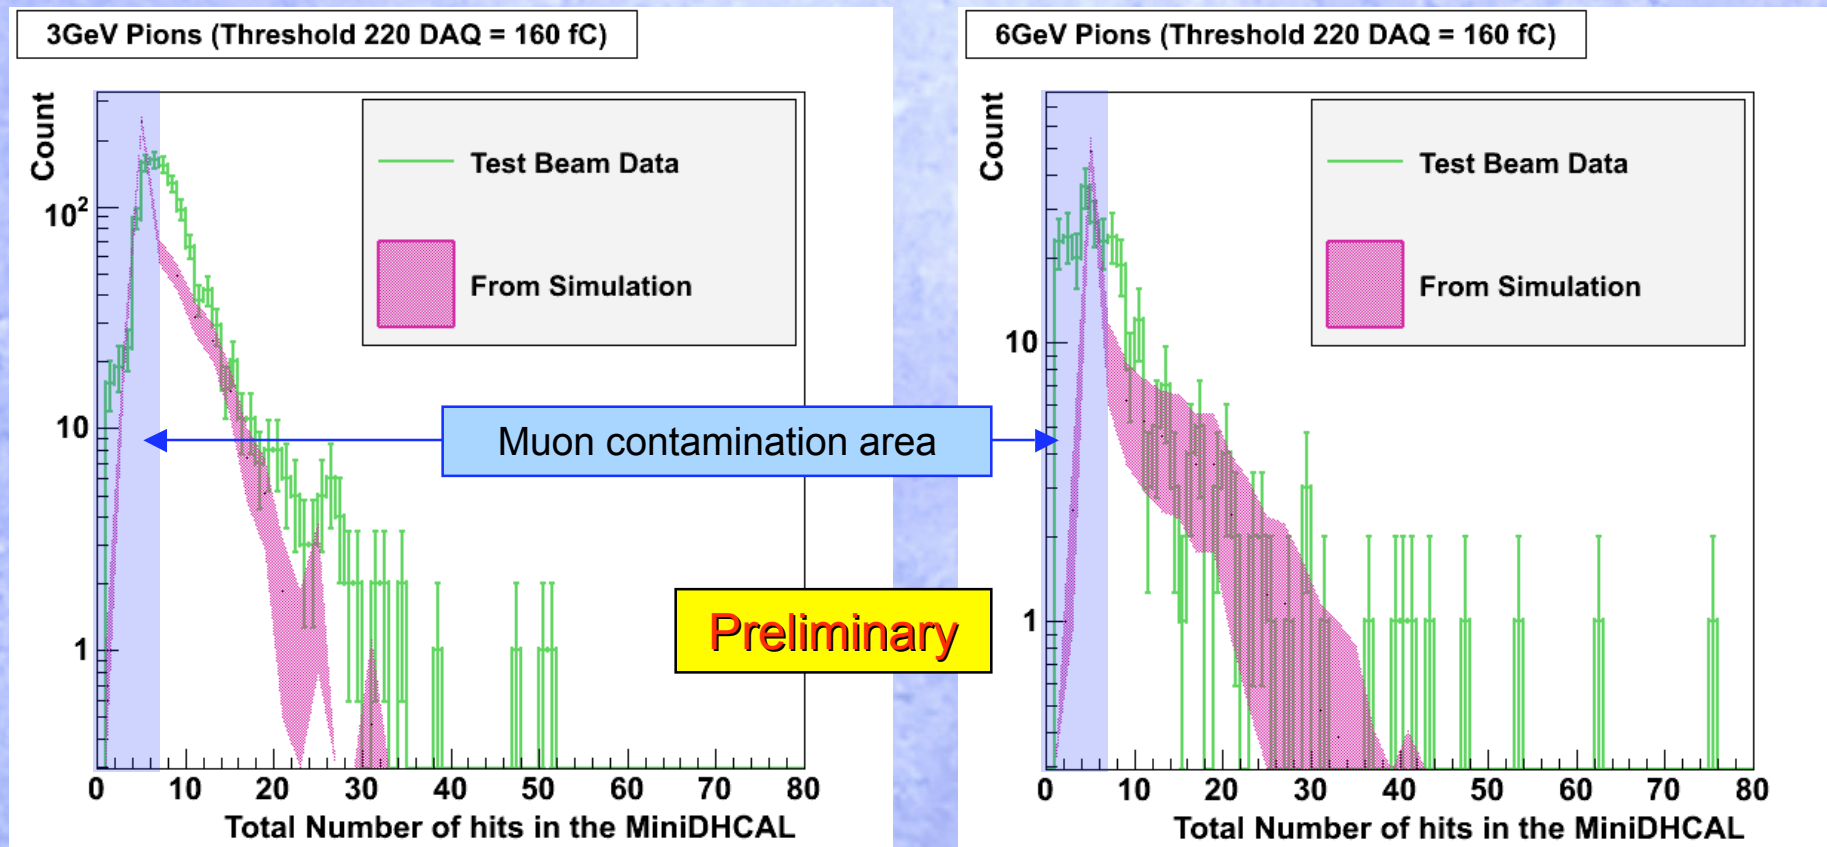 3GeV Pions (Threshold 220 DAQ = 160 fC)
Count
10²
10
1
0 10 20 30 40 50 60 70 80
Total Number of hits in the MiniDHCAL
Test Beam Data
From Simulation
Muon contamination area
Preliminary
6GeV Pions (Threshold 220 DAQ = 160 fC)
Count
10
1
0 10 20 30 40 50 60 70 80
Total Number of hits in the MiniDHCAL
Test Beam Data
From Simulation